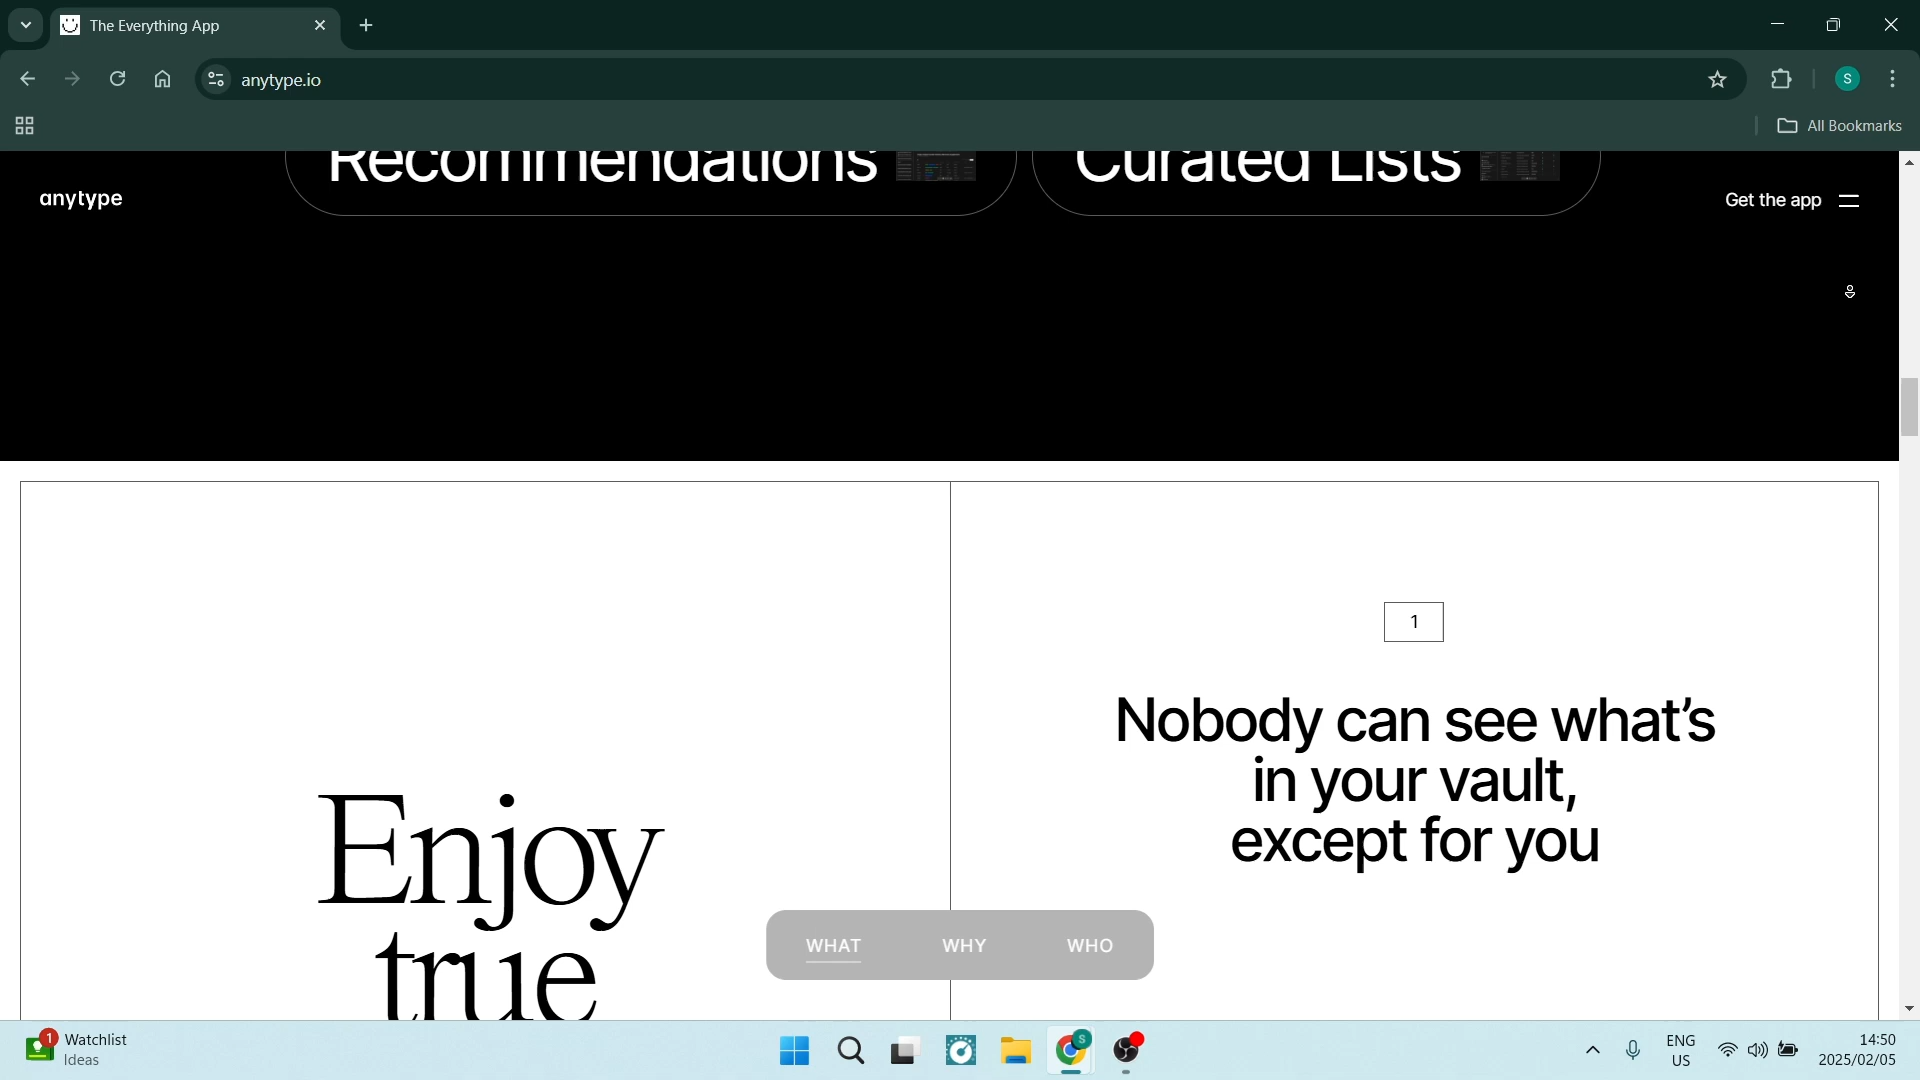 The Everything App
anytype.io
S
All Bookmarks
Recommendations
Curated Lists
anytype
Get the app
1
Nobody can see what’s
in your vault,
except for you
Enjoy
true
WHAT
WHY
WHO
1
Watchlist
Ideas
S
ENG
US
14:50
2025/02/05